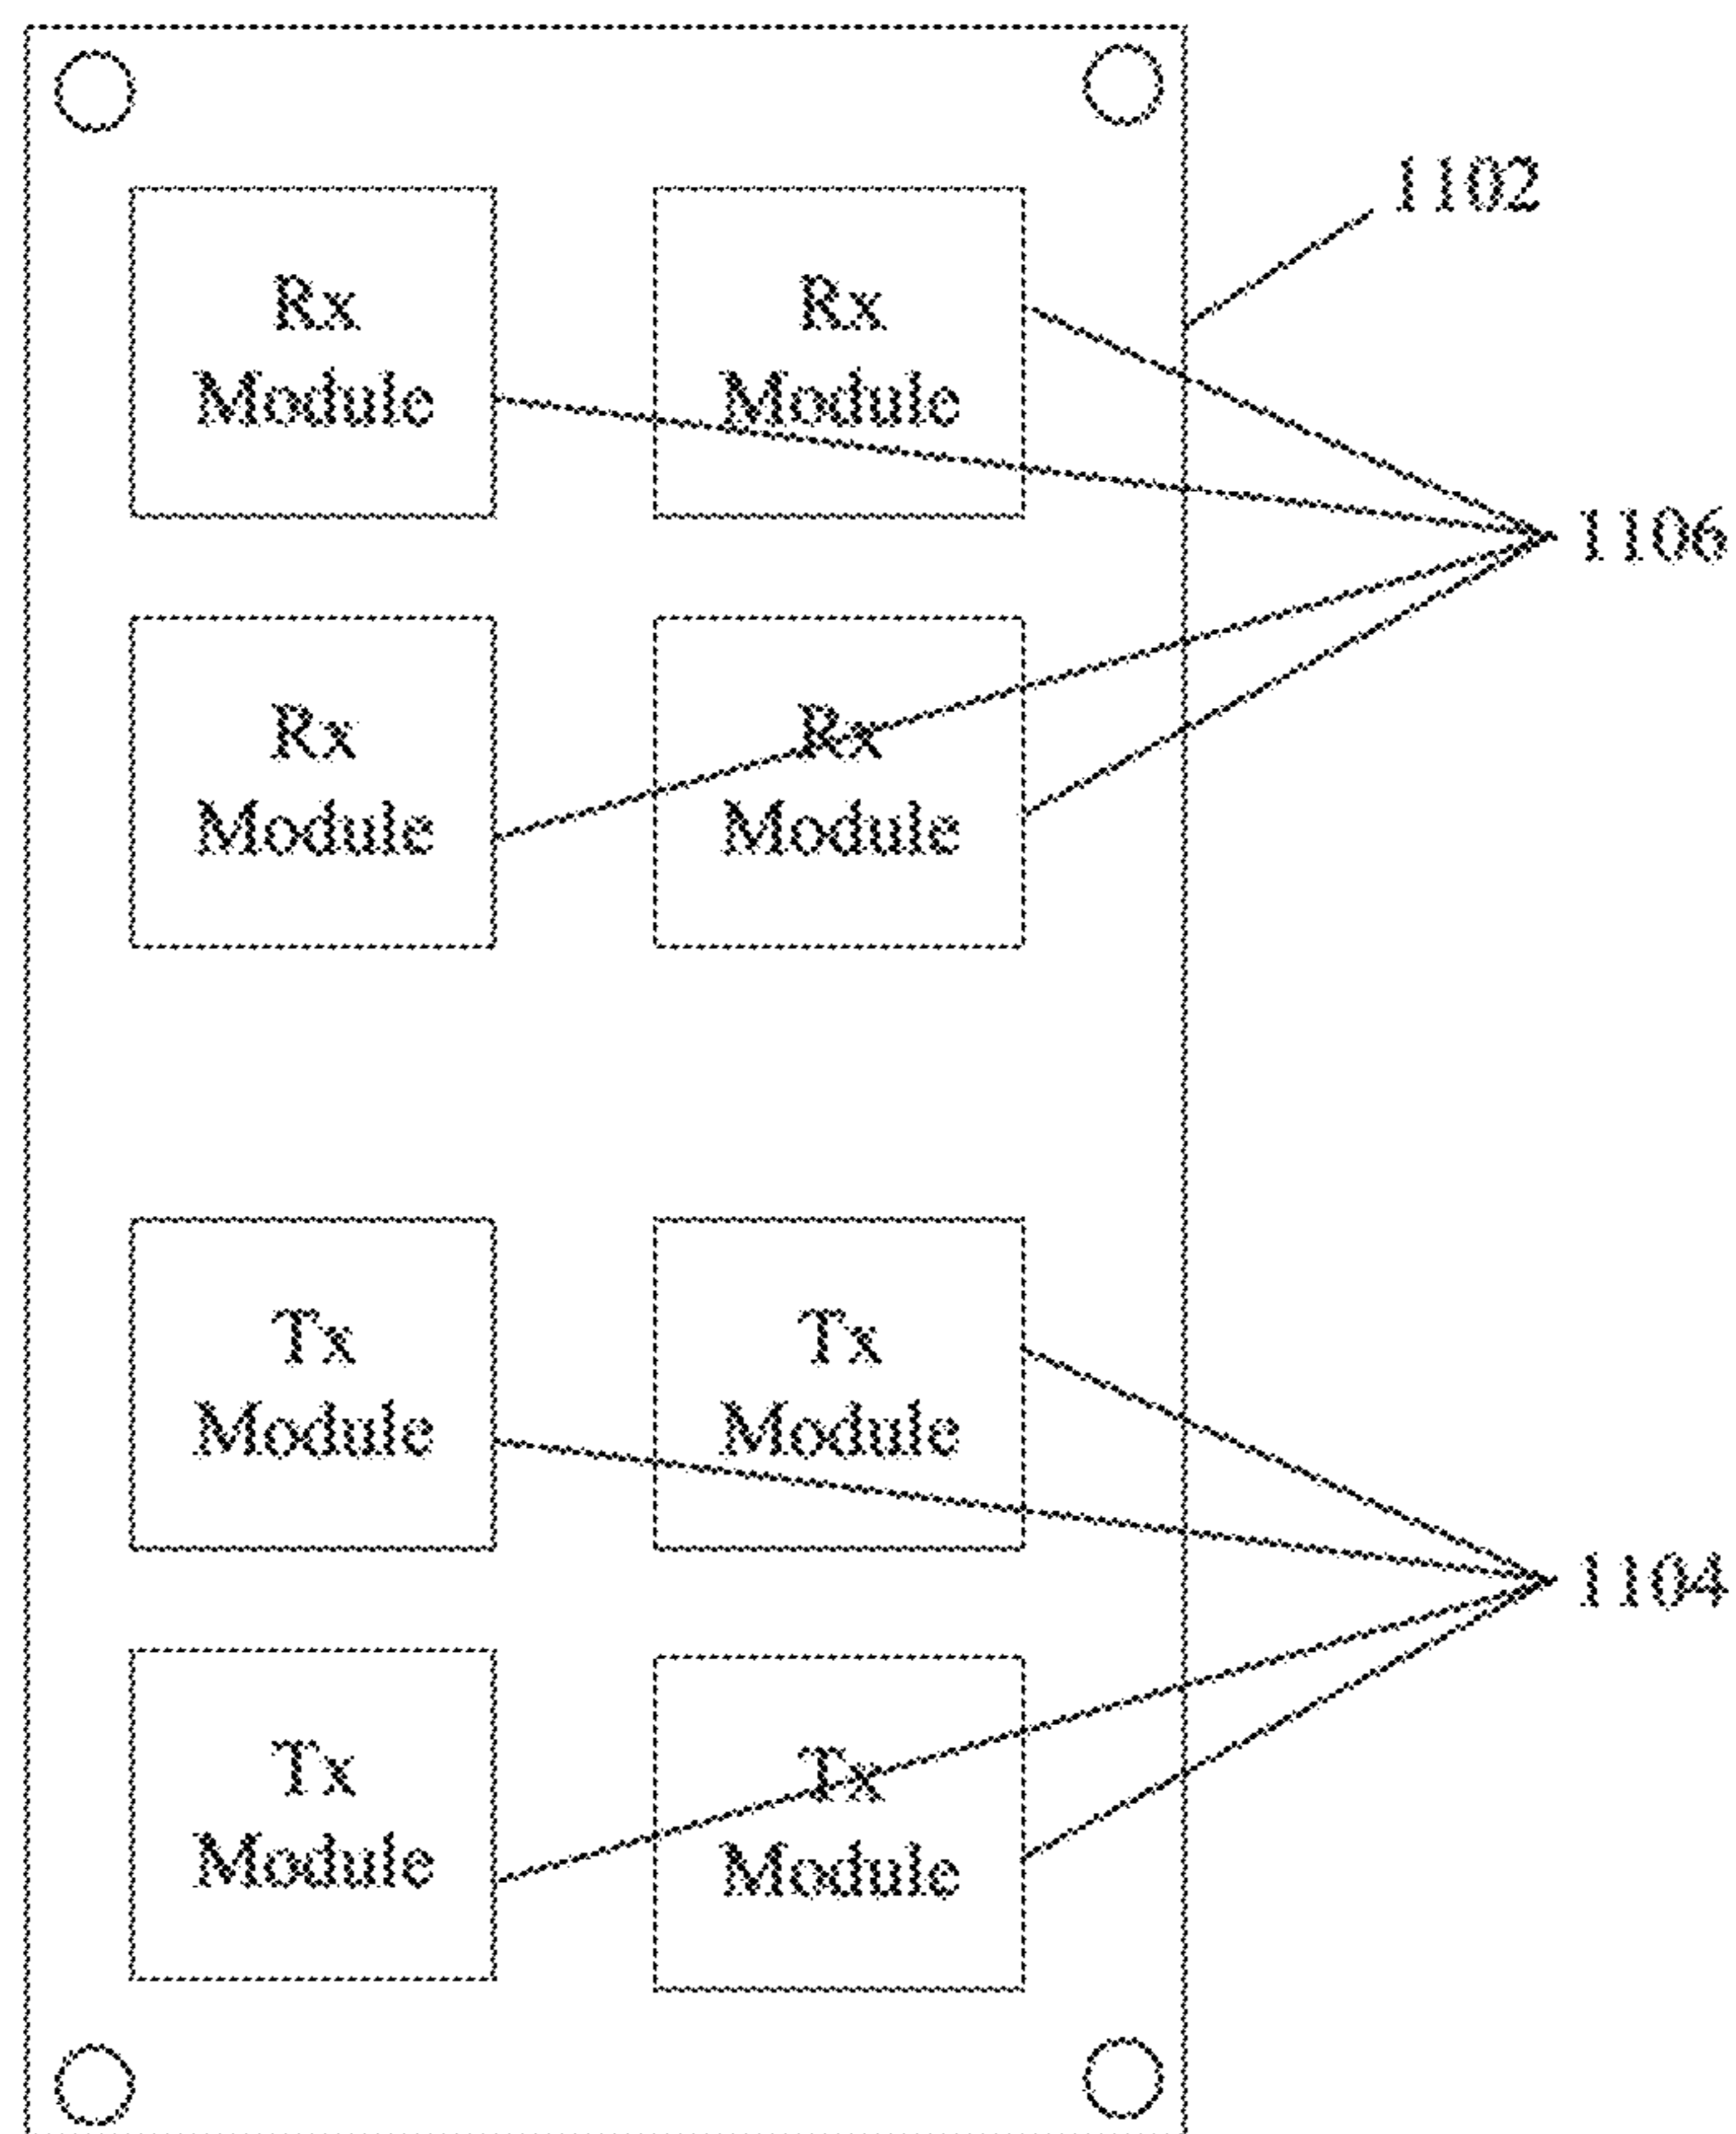 1102
Rx
Module
Rx
Module
1106
Rx
Module
Rx
Module
Tx
Module
Tx
Module
1104
Tx
Module
Tx
Module